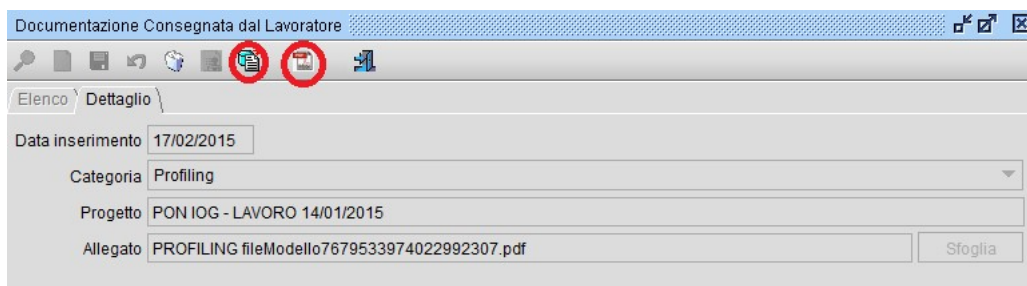 Documentazione Consegnata dal Lavoratore
Elenco Dettaglio
Data inserimento 17/02/2015
Categoria Profiling
Progetto PON IOG - LAVORO 14/01/2015
Allegato PROFILING fileModello7679533974022992307.pdf Sfoglia